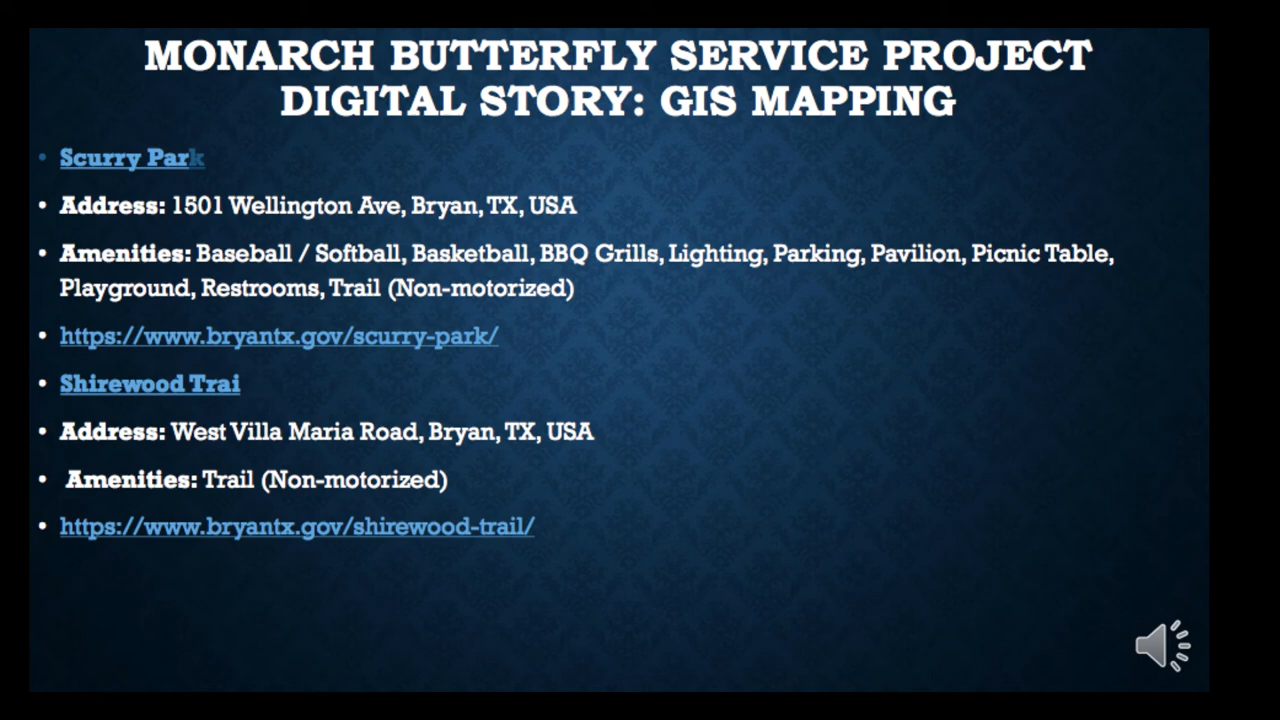 MONARCH BUTTERFLY SERVICE PROJECT
DIGITAL STORY: GIS MAPPING
• Scurry Park
• Address: 1501 Wellington Ave, Bryan, TX, USA
• Amenities: Baseball / Softball, Basketball, BBQ Grills, Lighting, Parking, Pavilion, Picnic Table,
Playground, Restrooms, Trail (Non-motorized)
• https://www.bryantx.gov/scurry-park/
• Shirewood Trai
• Address: West Villa Maria Road, Bryan, TX, USA
• Amenities: Trail (Non-motorized)
• https://www.bryantx.gov/shirewood-trail/